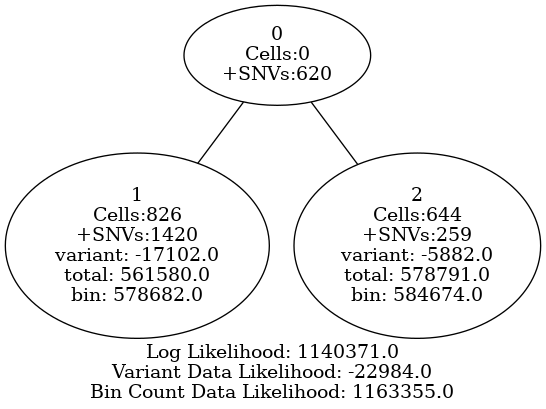 0
Cells:0
+SNVs:620
1
Cells:826
+SNVs:1420
variant: -17102.0
total: 561580.0
bin: 578682.0
2
Cells:644
+SNVs:259
variant: -5882.0
total: 578791.0
bin: 584674.0
Log Likelihood: 1140371.0
Variant Data Likelihood: -22984.0
Bin Count Data Likelihood: 1163355.0